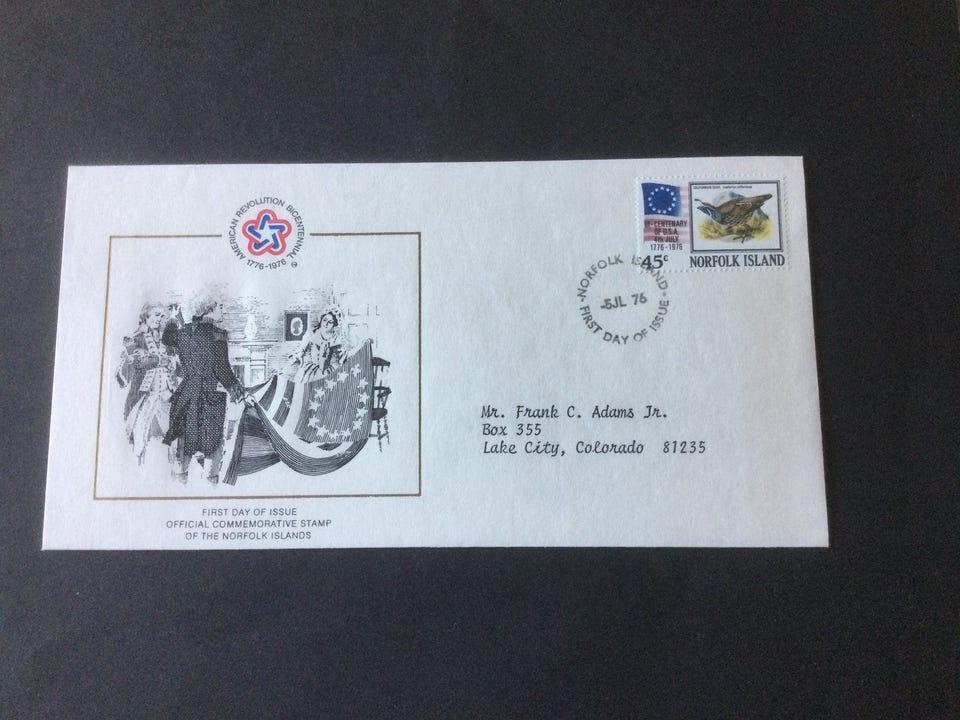 AMERICAN REVOLUTION BICENTENNIAL
1776-1976
FIRST DAY OF ISSUE
OFFICIAL COMMEMORATIVE STAMP
OF THE NORFOLK ISLANDS
BI-CENTENARY
OF U.S.A.
4th JULY
1776-1976
45c
NORFOLK ISLAND
NORFOLK ISLAND
-5JL 76
FIRST DAY OF ISSUE
Mr. Frank C. Adams Jr.
Box 355
Lake City, Colorado 81235